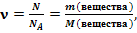 ν = N/N_A = m(вещества)/M(вещества),